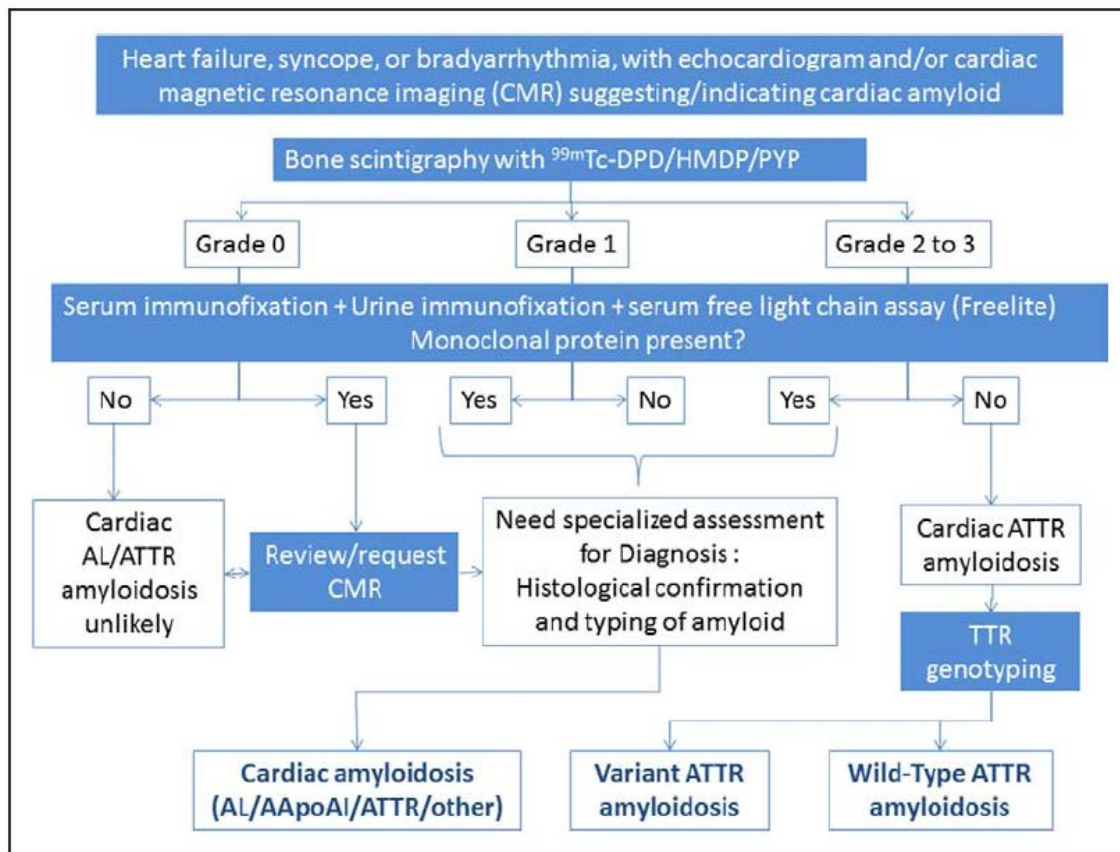 Heart failure, syncope, or bradyarrhythmia, with echocardiogram and/or cardiac
magnetic resonance imaging (CMR) suggesting/indicating cardiac amyloid
Bone scintigraphy with ⁹⁹ᵐTc-DPD/HMDP/PYP
Grade 0
Grade 1
Grade 2 to 3
Serum immunofixation + Urine immunofixation + serum free light chain assay (Freelite)
Monoclonal protein present?
No
Yes
Yes
No
Yes
No
Cardiac
AL/ATTR
amyloidosis
unlikely
Review/request
CMR
Need specialized assessment
for Diagnosis :
Histological confirmation
and typing of amyloid
Cardiac ATTR
amyloidosis
TTR
genotyping
Cardiac amyloidosis
(AL/AApoAI/ATTR/other)
Variant ATTR
amyloidosis
Wild-Type ATTR
amyloidosis